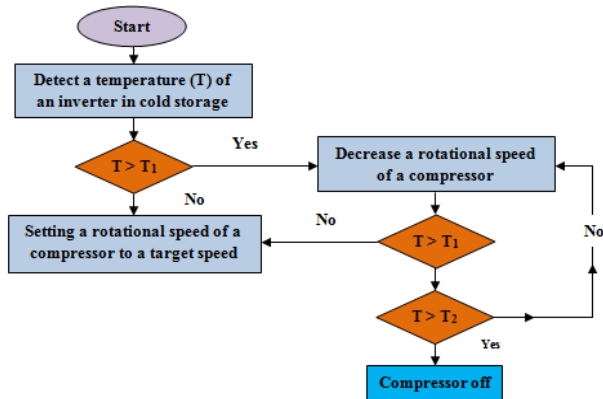 Start
Detect a temperature (T) of
an inverter in cold storage
T > T1
Yes
No
Decrease a rotational speed
of a compressor
Setting a rotational speed of a
compressor to a target speed
No
T > T1
No
T > T2
Yes
Compressor off